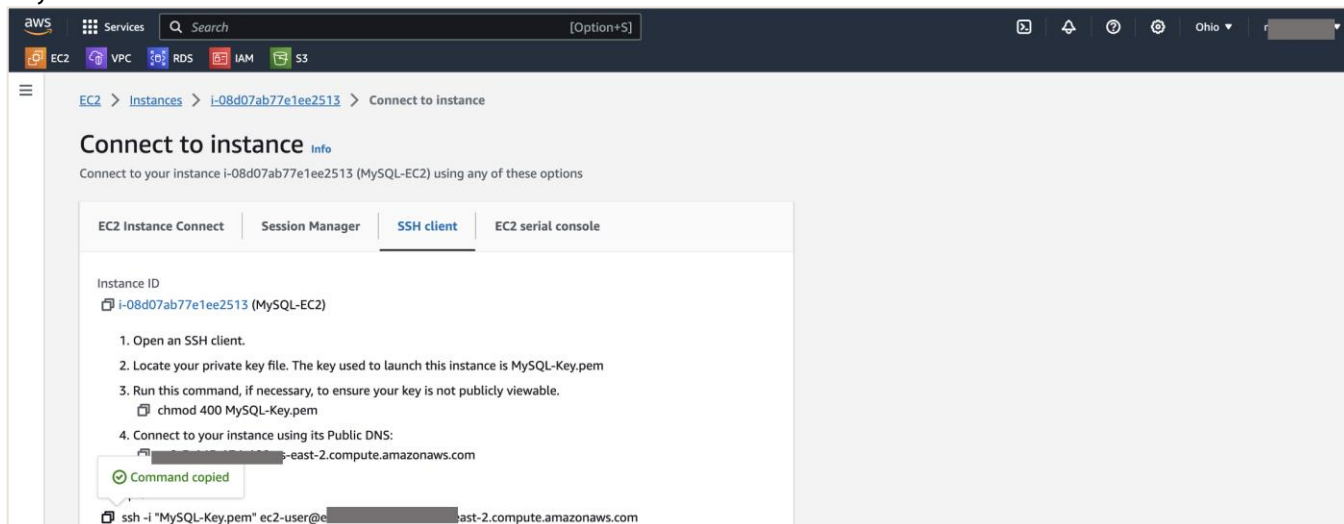 aws Services Search [Option+S] Ohio
EC2 VPC RDS IAM S3
EC2 > Instances > i-08d07ab77e1ee2513 > Connect to instance
Connect to instance Info
Connect to your instance i-08d07ab77e1ee2513 (MySQL-EC2) using any of these options
EC2 Instance Connect Session Manager SSH client EC2 serial console
Instance ID
i-08d07ab77e1ee2513 (MySQL-EC2)
1. Open an SSH client.
2. Locate your private key file. The key used to launch this instance is MySQL-Key.pem
3. Run this command, if necessary, to ensure your key is not publicly viewable.
chmod 400 MySQL-Key.pem
4. Connect to your instance using its Public DNS:
s-east-2.compute.amazonaws.com
Command copied
ssh -i "MySQL-Key.pem" ec2-user@e east-2.compute.amazonaws.com